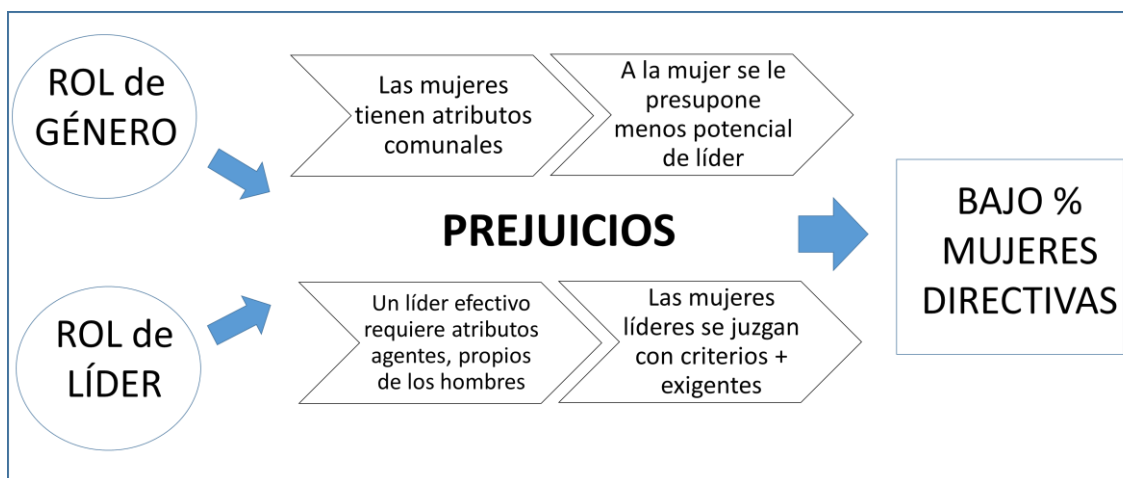 ROL de
GÉNERO
Las mujeres
tienen atributos
comunales
A la mujer se le
presupone
menos potencial
de líder
PREJUICIOS
ROL de
LÍDER
Un líder efectivo
requiere atributos
agentes, propios
de los hombres
Las mujeres
líderes se juzgan
con criterios +
exigentes
BAJO %
MUJERES
DIRECTIVAS